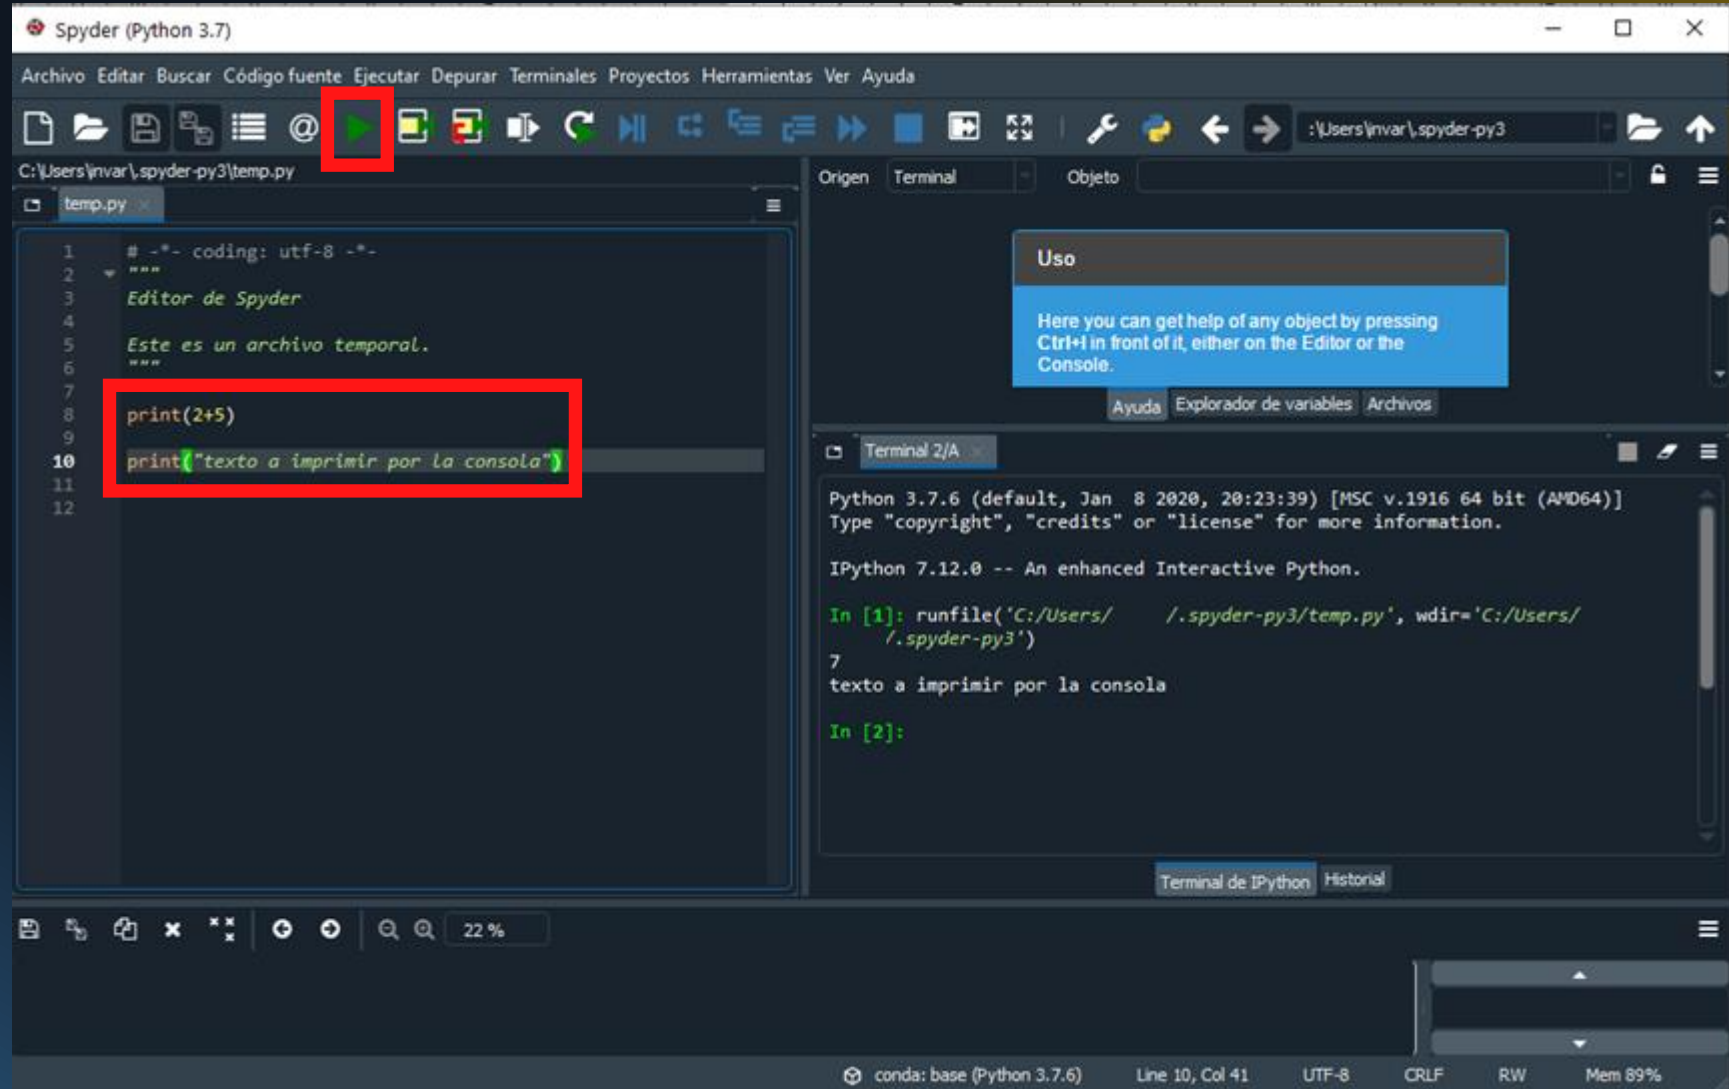 Spyder (Python 3.7)
Archivo Editar Buscar Código fuente Ejecutar Depurar Terminales Proyectos Herramientas Ver Ayuda
:\Users\invar\.spyder-py3
C:\Users\invar\.spyder-py3\temp.py
temp.py
1 # -*- coding: utf-8 -*-
2 """
3 Editor de Spyder
4
5 Este es un archivo temporal.
6 """
7
8 print(2+5)
9
10 print("texto a imprimir por la consola")
11
12
Origen Terminal Objeto
Uso
Here you can get help of any object by pressing
Ctrl+I in front of it, either on the Editor or the
Console.
Ayuda Explorador de variables Archivos
Terminal 2/A
Python 3.7.6 (default, Jan 8 2020, 20:23:39) [MSC v.1916 64 bit (AMD64)]
Type "copyright", "credits" or "license" for more information.
IPython 7.12.0 -- An enhanced Interactive Python.
In [1]: runfile('C:/Users/ /.spyder-py3/temp.py', wdir='C:/Users/
/.spyder-py3')
7
texto a imprimir por la consola
In [2]:
Terminal de IPython Historial
22 %
conda: base (Python 3.7.6) Line 10, Col 41 UTF-8 CRLF RW Mem 89%